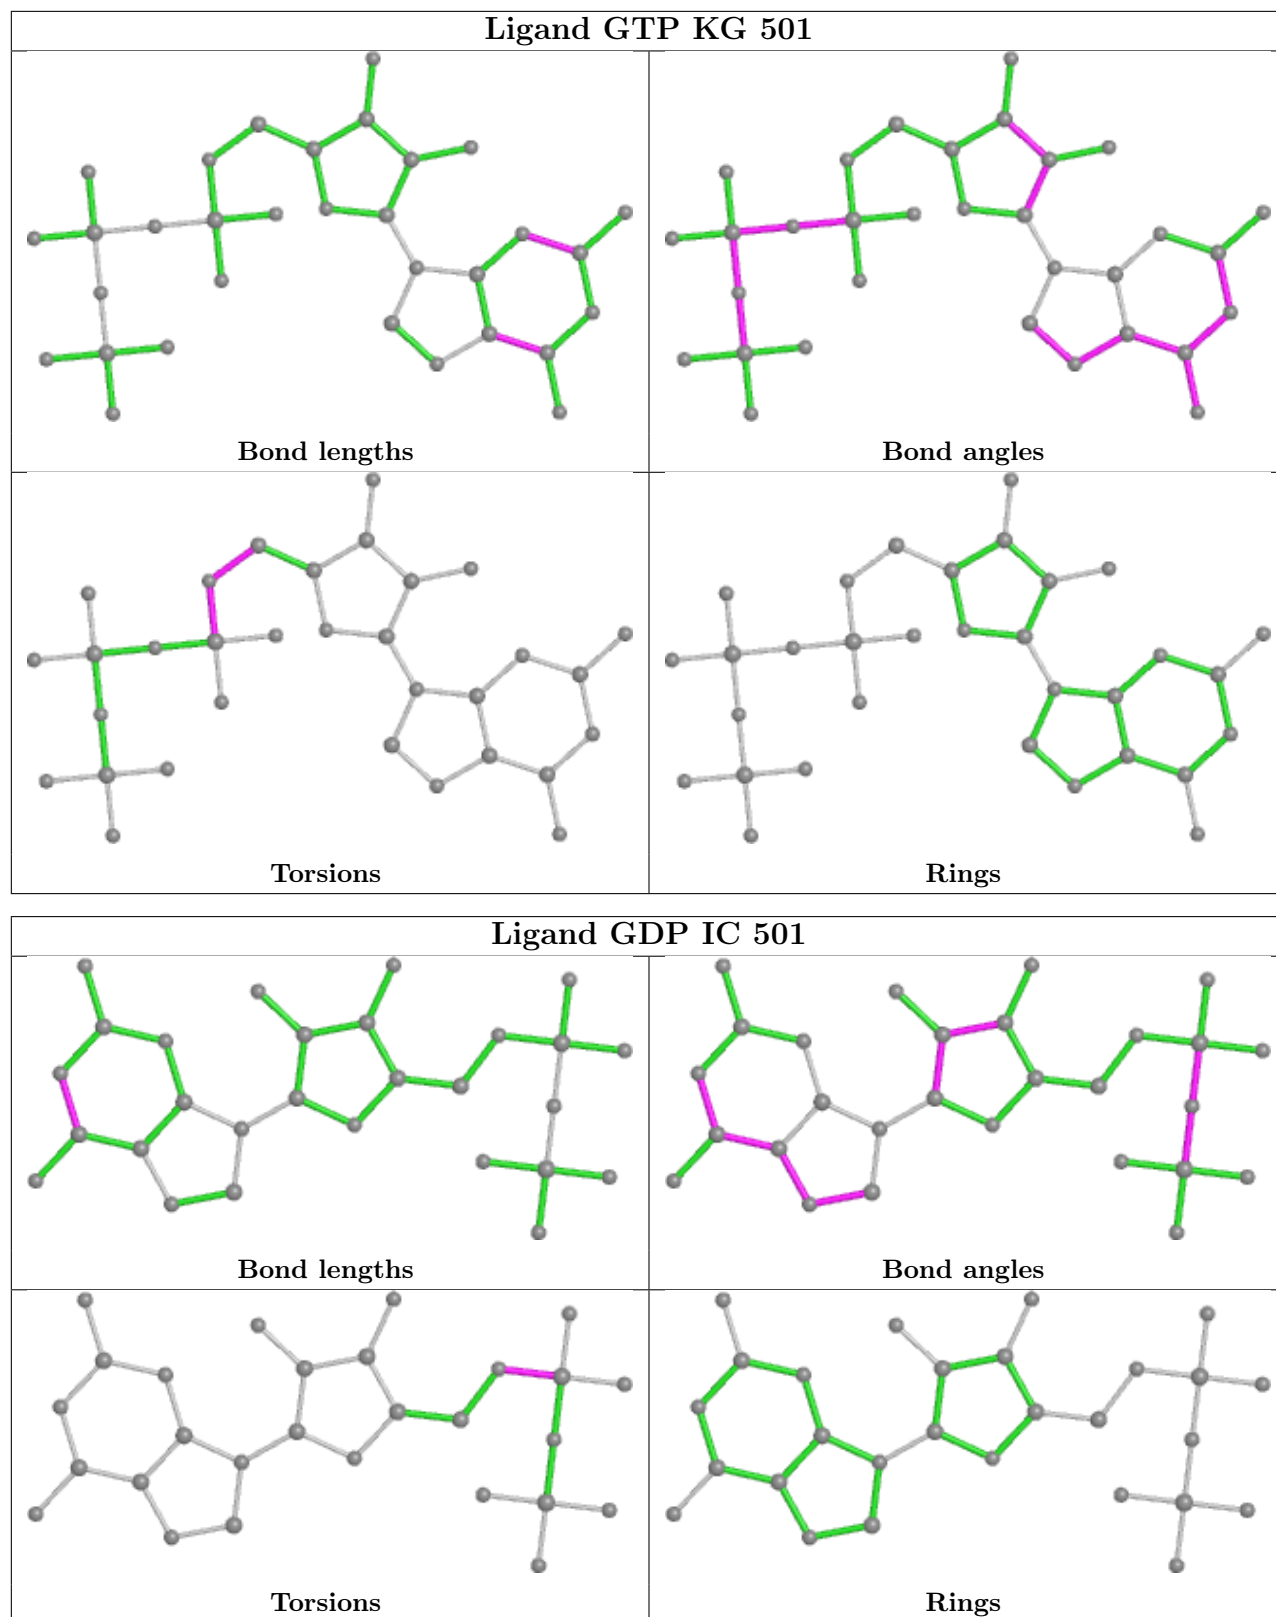 Ligand GTP KG 501
Bond lengths
Bond angles
Torsions
Rings
Ligand GDP IC 501
Bond lengths
Bond angles
Torsions
Rings